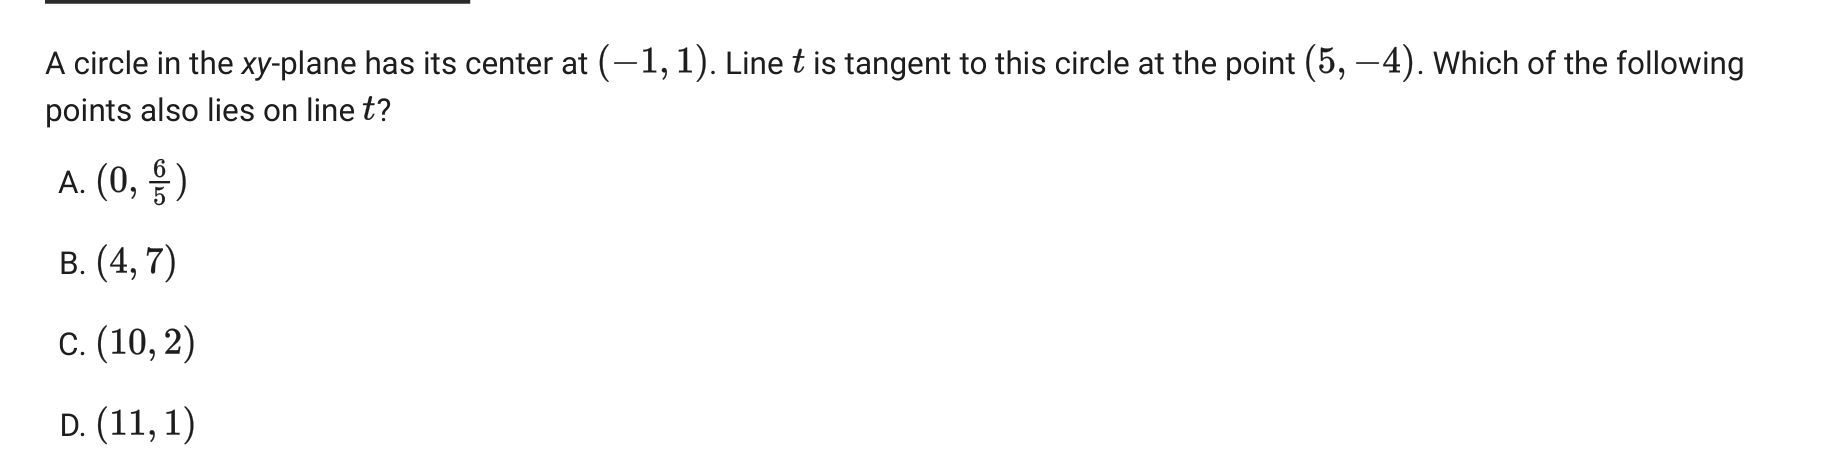 A circle in the xy-plane has its center at (−1, 1). Line t is tangent to this circle at the point (5, −4). Which of the following
points also lies on line t?
A. (0, 6/5)
B. (4, 7)
C. (10, 2)
D. (11, 1)